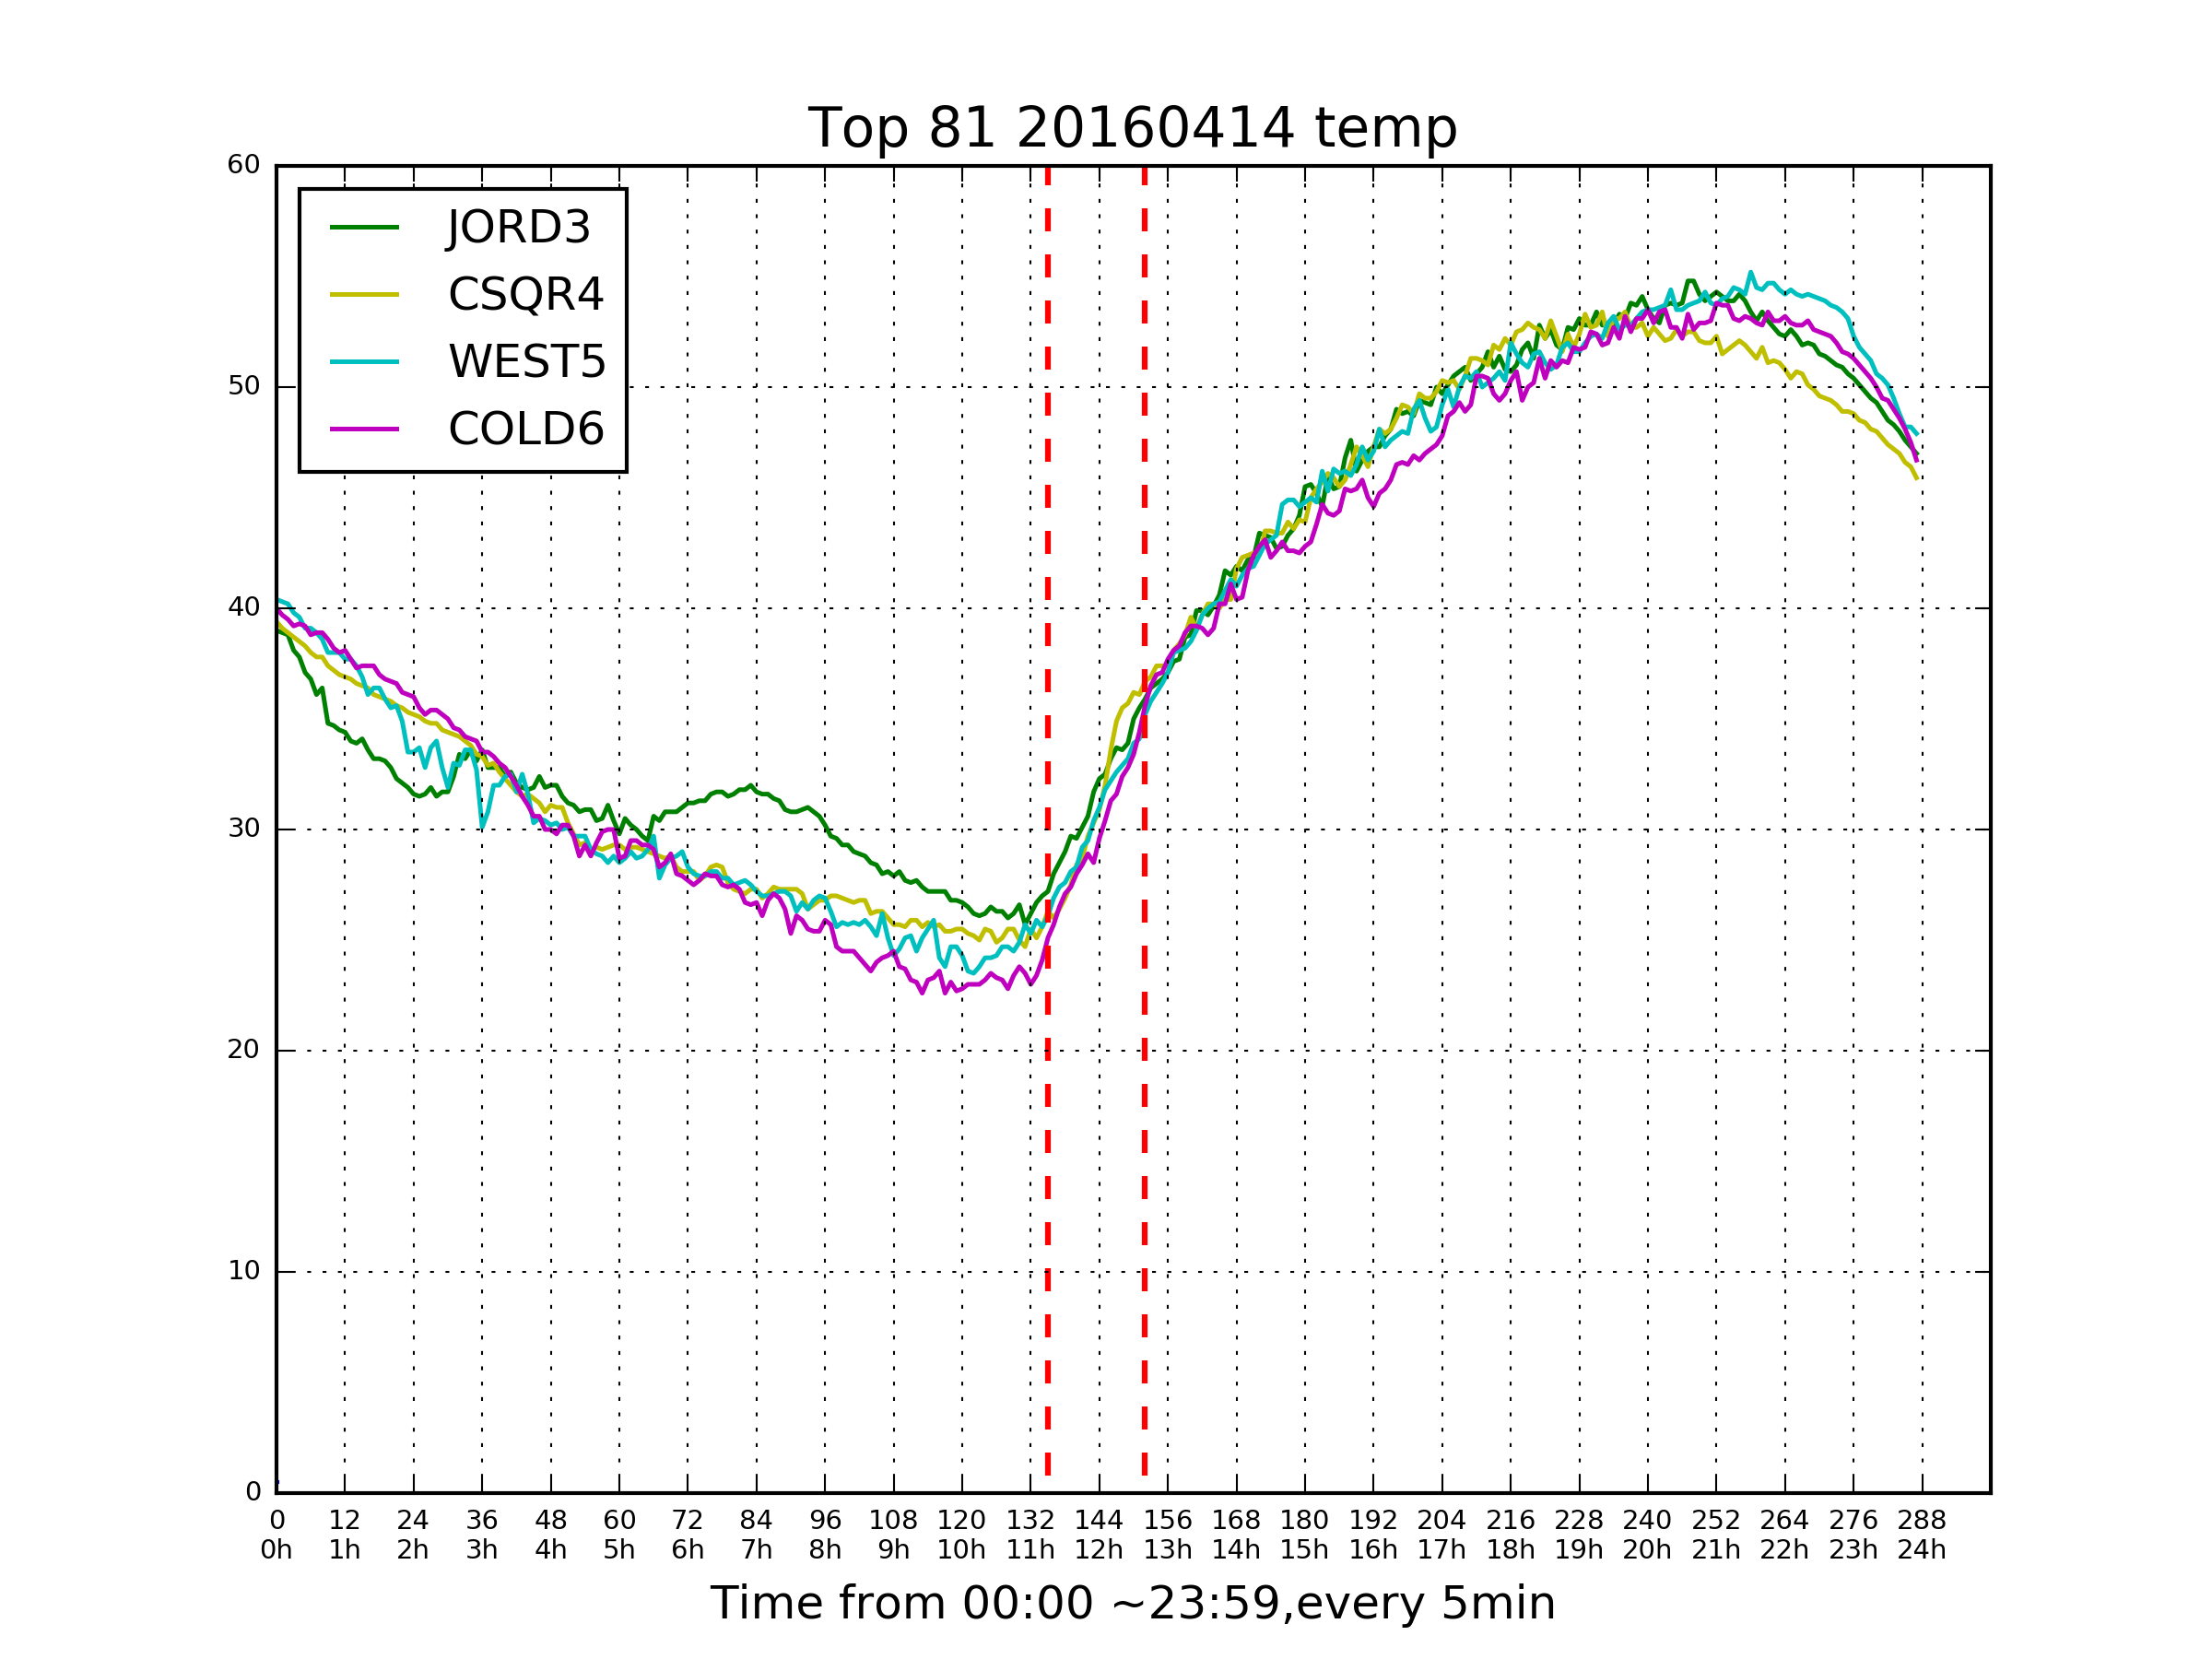 Top 81 20160414 temp
60
50
40
30
20
10
0
JORD3
CSQR4
WEST5
COLD6
0 12 24 36 48 60 72 84 96 108 120 132 144 156 168 180 192 204 216 228 240 252 264 276 288
0h 1h 2h 3h 4h 5h 6h 7h 8h 9h 10h 11h 12h 13h 14h 15h 16h 17h 18h 19h 20h 21h 22h 23h 24h
Time from 00:00 ~23:59,every 5min